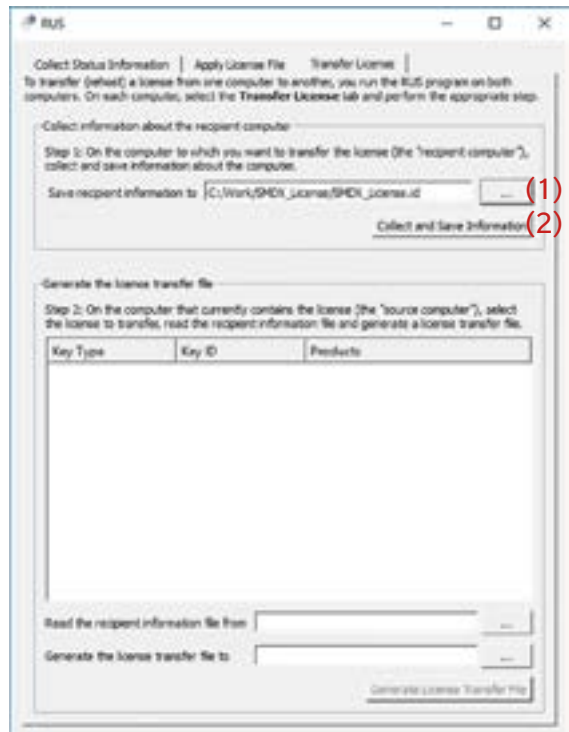 RUS
Collect Status Information Apply License File Transfer License
To transfer (rehost) a license from one computer to another, you run the RUS program on both
computers. On each computer, select the Transfer License tab and perform the appropriate step.
Collect information about the recipient computer
Step 1: On the computer to which you want to transfer the license (the "recipient computer"),
collect and save information about the computer.
Save recipient information to C:/Work/SMDX_License/SMDX_License.id ... (1)
Collect and Save Information (2)
Generate the license transfer file
Step 2: On the computer that currently contains the license (the "source computer"), select
the license to transfer, read the recipient information file and generate a license transfer file.
Key Type Key ID Products
Read the recipient information file from ...
Generate the license transfer file to ...
Generate License Transfer File